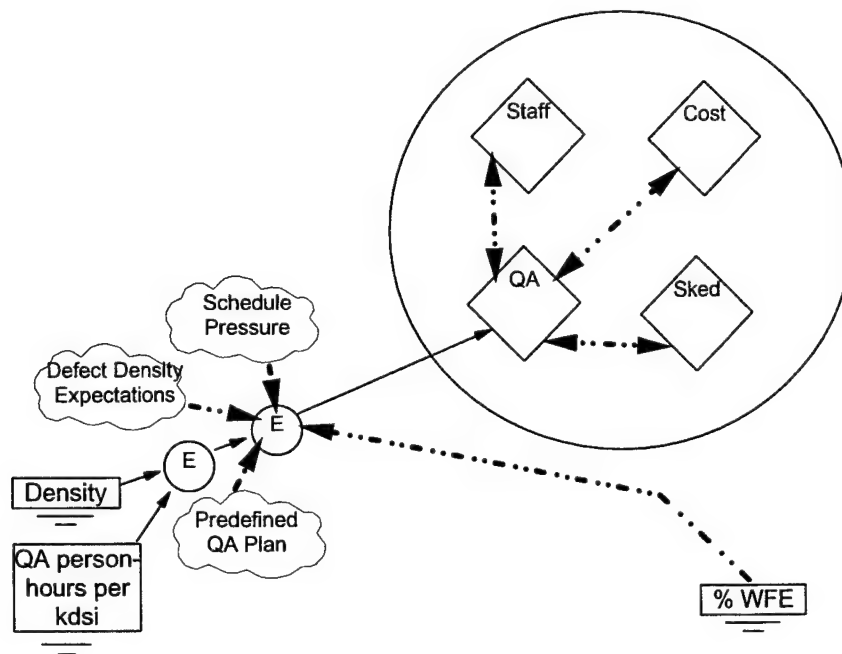 Staff
Cost
QA
Sked
Schedule
Pressure
Defect Density
Expectations
E
E
Density
Predefined
QA Plan
QA person-
hours per
kdsi
% WFE